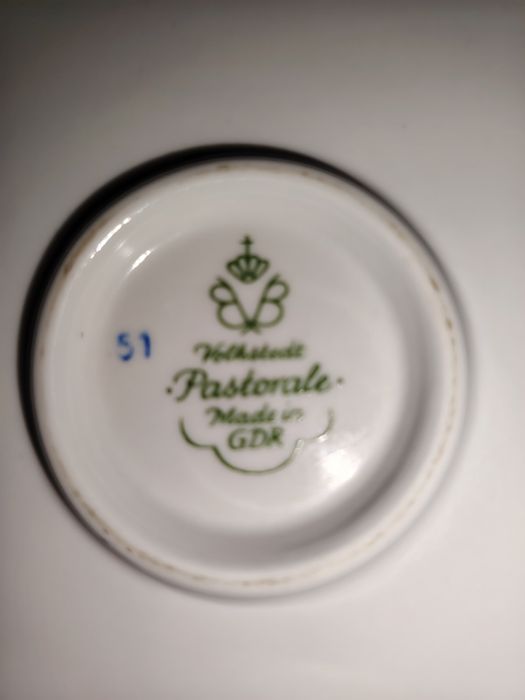 51
Volkstedt
·Pastorale·
Made in
GDR